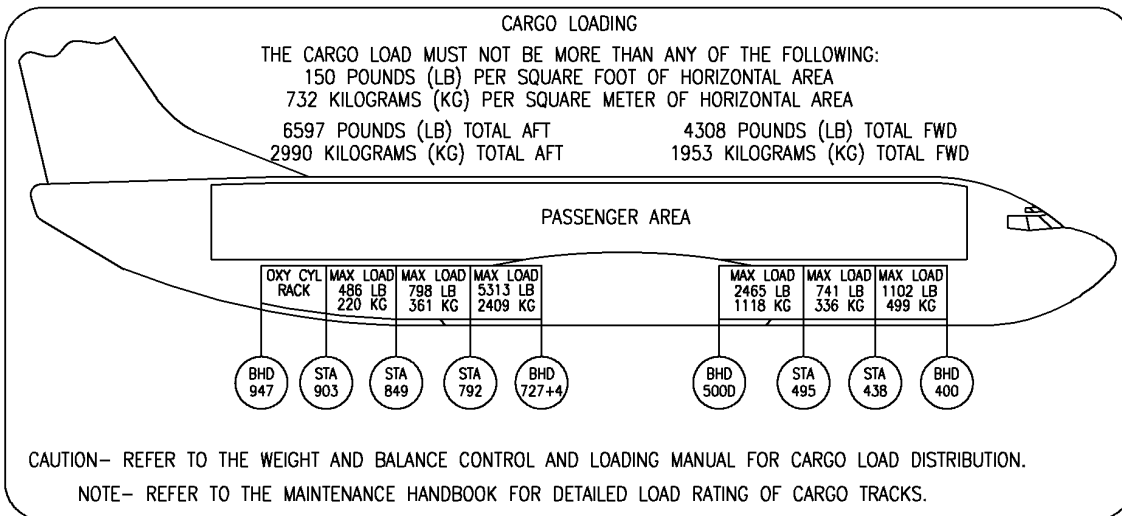 CARGO LOADING
THE CARGO LOAD MUST NOT BE MORE THAN ANY OF THE FOLLOWING:
150 POUNDS (LB) PER SQUARE FOOT OF HORIZONTAL AREA
732 KILOGRAMS (KG) PER SQUARE METER OF HORIZONTAL AREA
6597 POUNDS (LB) TOTAL AFT
2990 KILOGRAMS (KG) TOTAL AFT
4308 POUNDS (LB) TOTAL FWD
1953 KILOGRAMS (KG) TOTAL FWD
PASSENGER AREA
OXY CYL
RACK
MAX LOAD
486 LB
220 KG
MAX LOAD
798 LB
361 KG
MAX LOAD
5313 LB
2409 KG
MAX LOAD
2465 LB
1118 KG
MAX LOAD
741 LB
336 KG
MAX LOAD
1102 LB
499 KG
BHD
947
STA
903
STA
849
STA
792
BHD
727+4
BHD
500D
STA
495
STA
438
BHD
400
CAUTION– REFER TO THE WEIGHT AND BALANCE CONTROL AND LOADING MANUAL FOR CARGO LOAD DISTRIBUTION.
NOTE– REFER TO THE MAINTENANCE HANDBOOK FOR DETAILED LOAD RATING OF CARGO TRACKS.